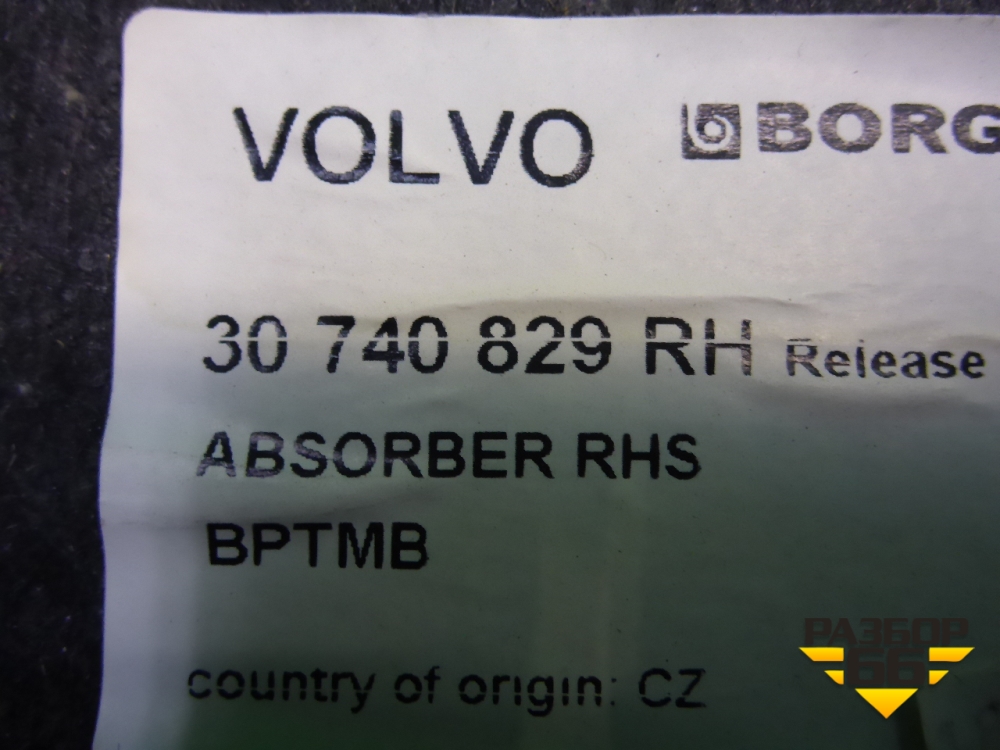 VOLVO BORG
30 740 829 RH Release
ABSORBER RHS
BPTMB
country of origin: CZ
РАЗБОР
66